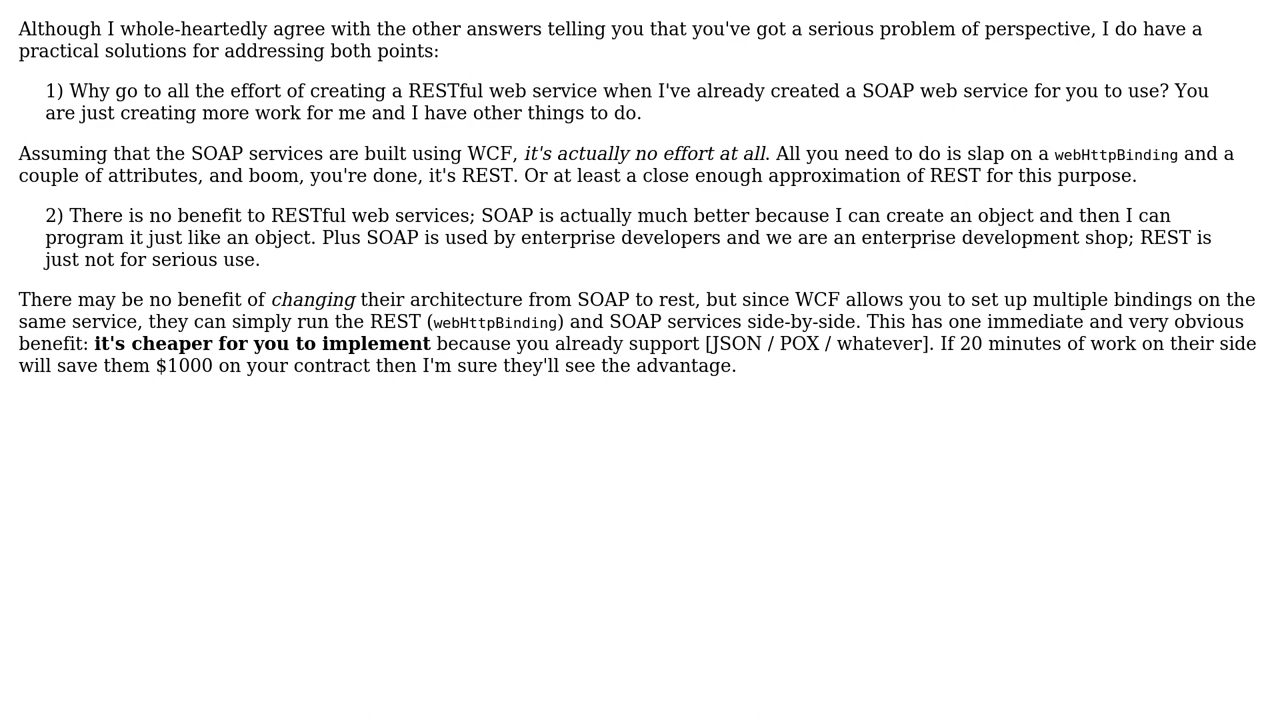 Although I whole-heartedly agree with the other answers telling you that you've got a serious problem of perspective, I do have a
practical solutions for addressing both points:
1) Why go to all the effort of creating a RESTful web service when I've already created a SOAP web service for you to use? You
are just creating more work for me and I have other things to do.
Assuming that the SOAP services are built using WCF, it's actually no effort at all. All you need to do is slap on a webHttpBinding and a
couple of attributes, and boom, you're done, it's REST. Or at least a close enough approximation of REST for this purpose.
2) There is no benefit to RESTful web services; SOAP is actually much better because I can create an object and then I can
program it just like an object. Plus SOAP is used by enterprise developers and we are an enterprise development shop; REST is
just not for serious use.
There may be no benefit of changing their architecture from SOAP to rest, but since WCF allows you to set up multiple bindings on the
same service, they can simply run the REST (webHttpBinding) and SOAP services side-by-side. This has one immediate and very obvious
benefit: it's cheaper for you to implement because you already support [JSON / POX / whatever]. If 20 minutes of work on their side
will save them $1000 on your contract then I'm sure they'll see the advantage.